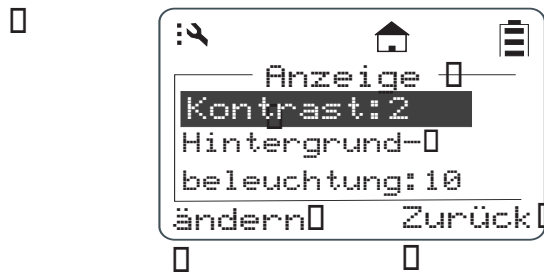 Anzeige
Kontrast:2
Hintergrund-
beleuchtung:10
ändern Zurück